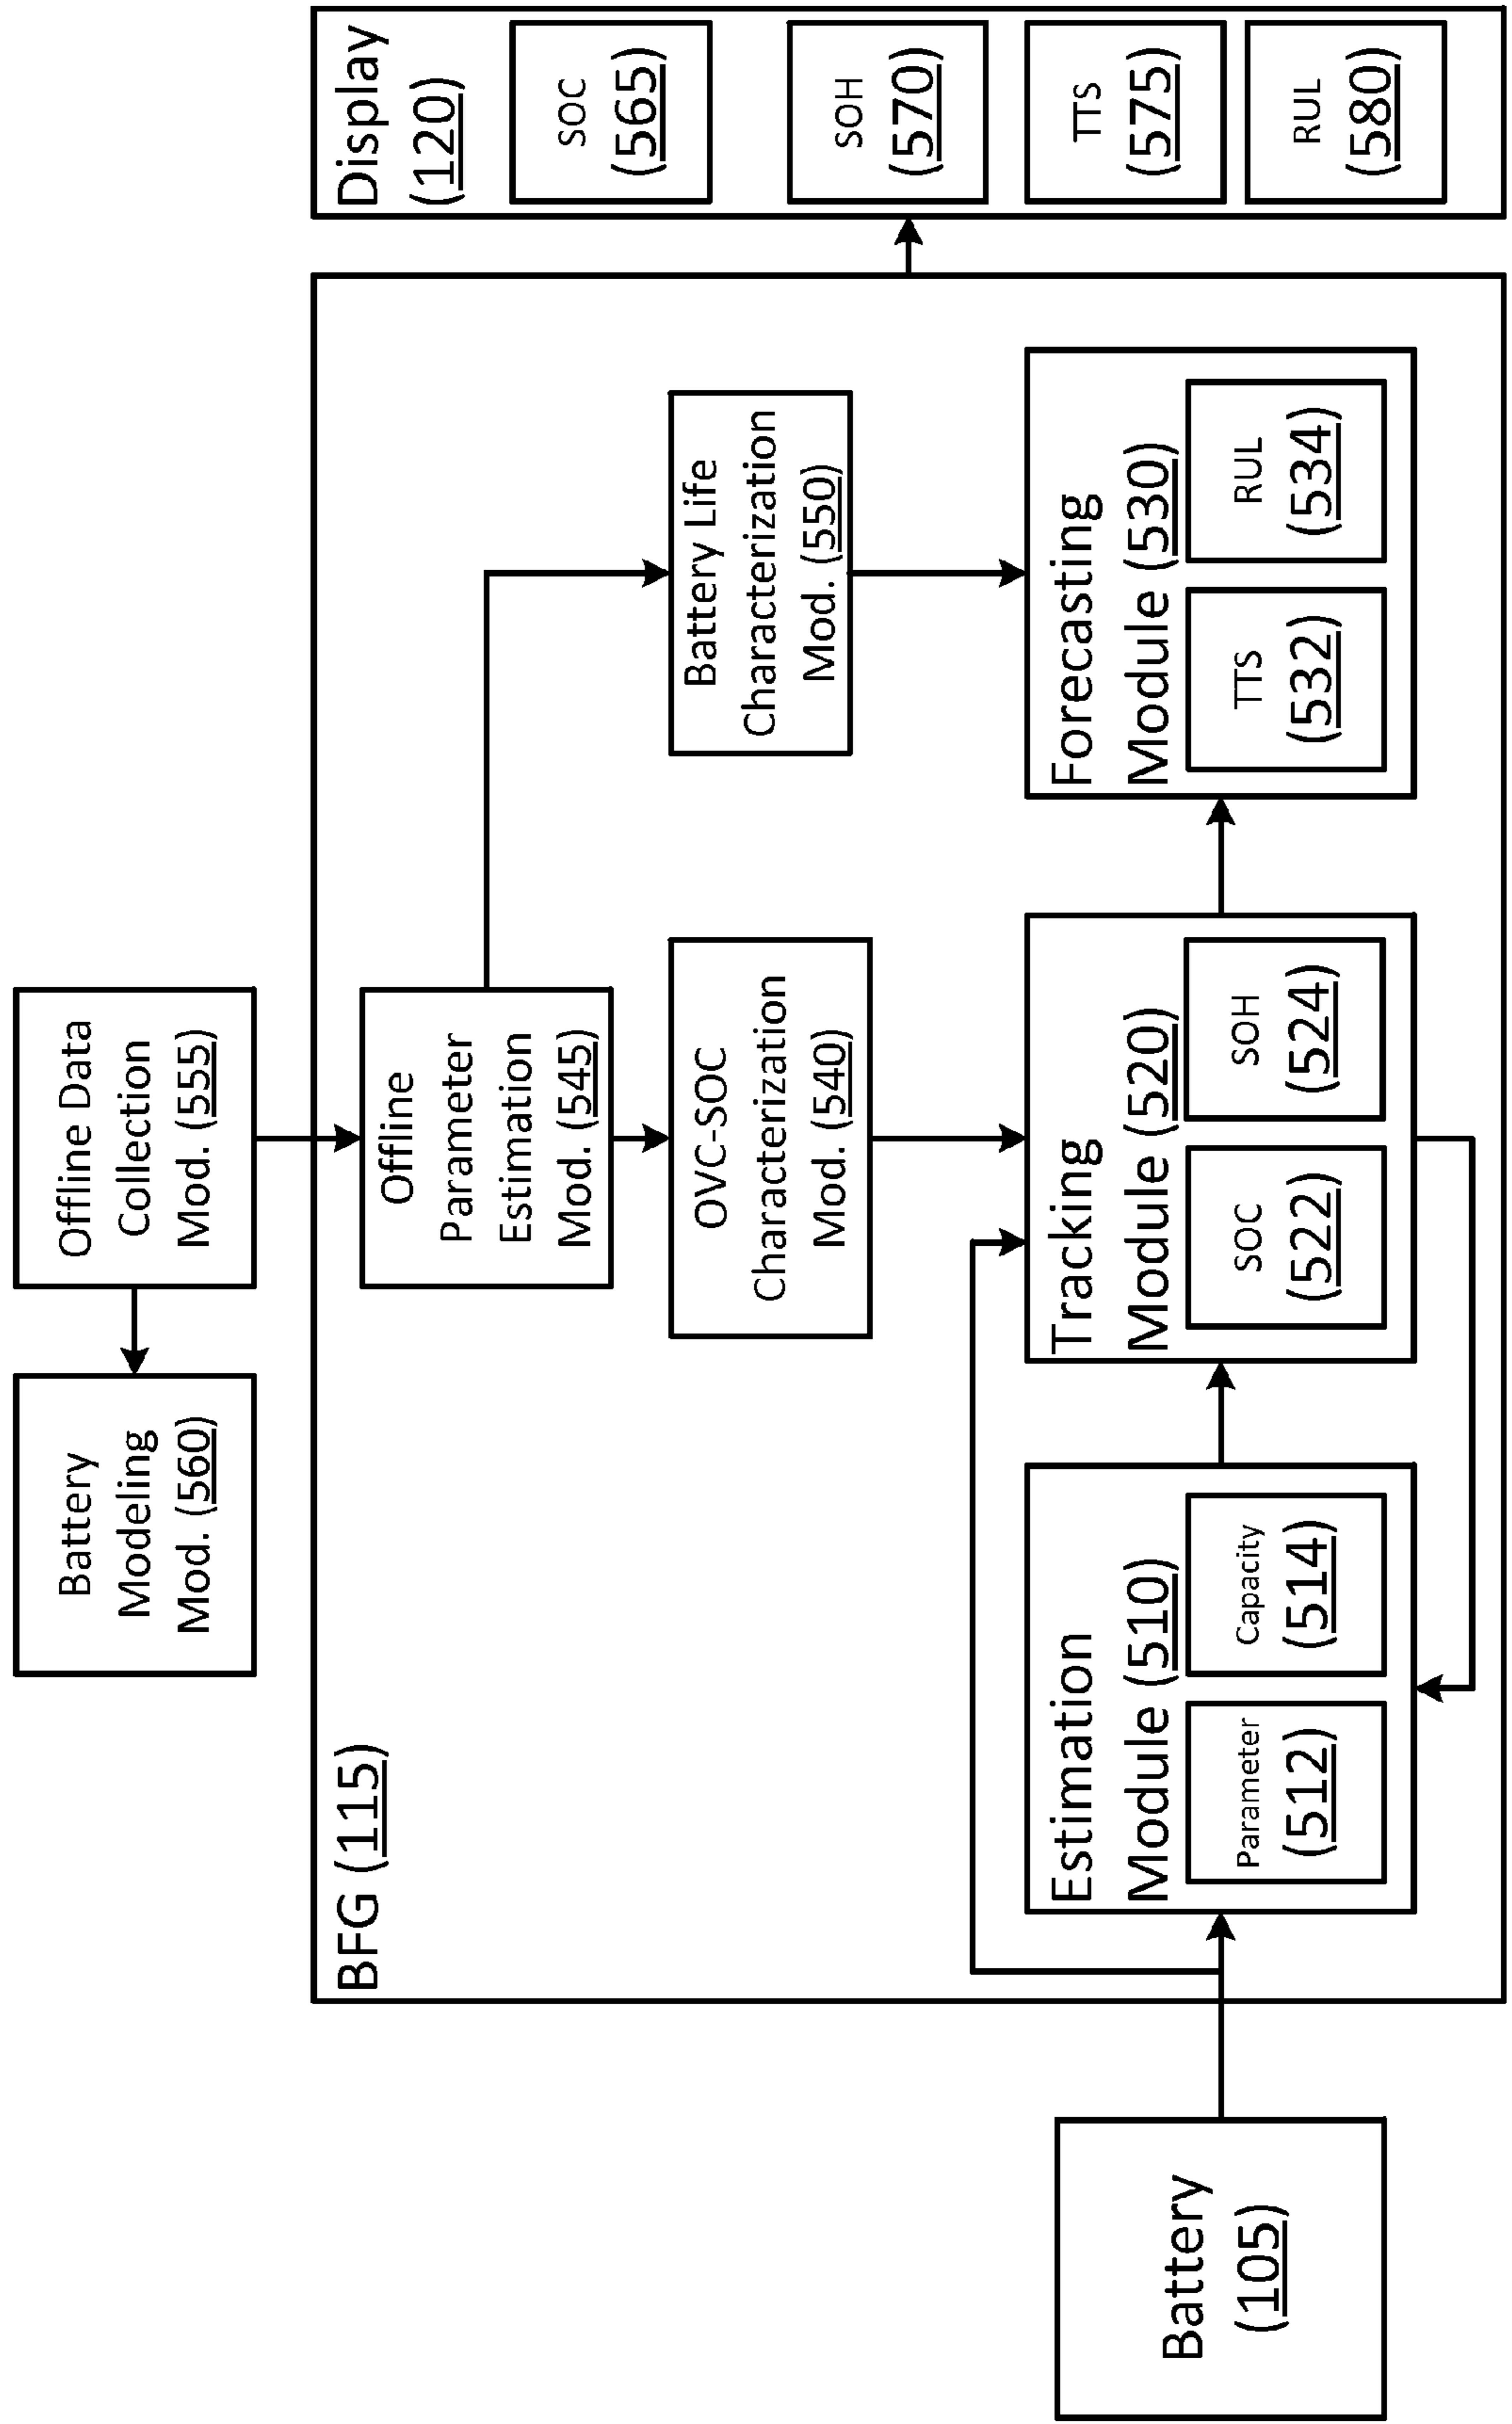 Battery
Modeling
Mod. (560)
Offline Data
Collection
Mod. (555)
BFG (115)
Offline
Parameter
Estimation
Mod. (545)
OVC-SOC
Characterization
Mod. (540)
Battery Life
Characterization
Mod. (550)
Battery
(105)
Estimation
Module (510)
Parameter
(512)
Capacity
(514)
Tracking
Module (520)
SOC
(522)
SOH
(524)
Forecasting
Module (530)
TTS
(532)
RUL
(534)
Display
(120)
SOC
(565)
SOH
(570)
TTS
(575)
RUL
(580)